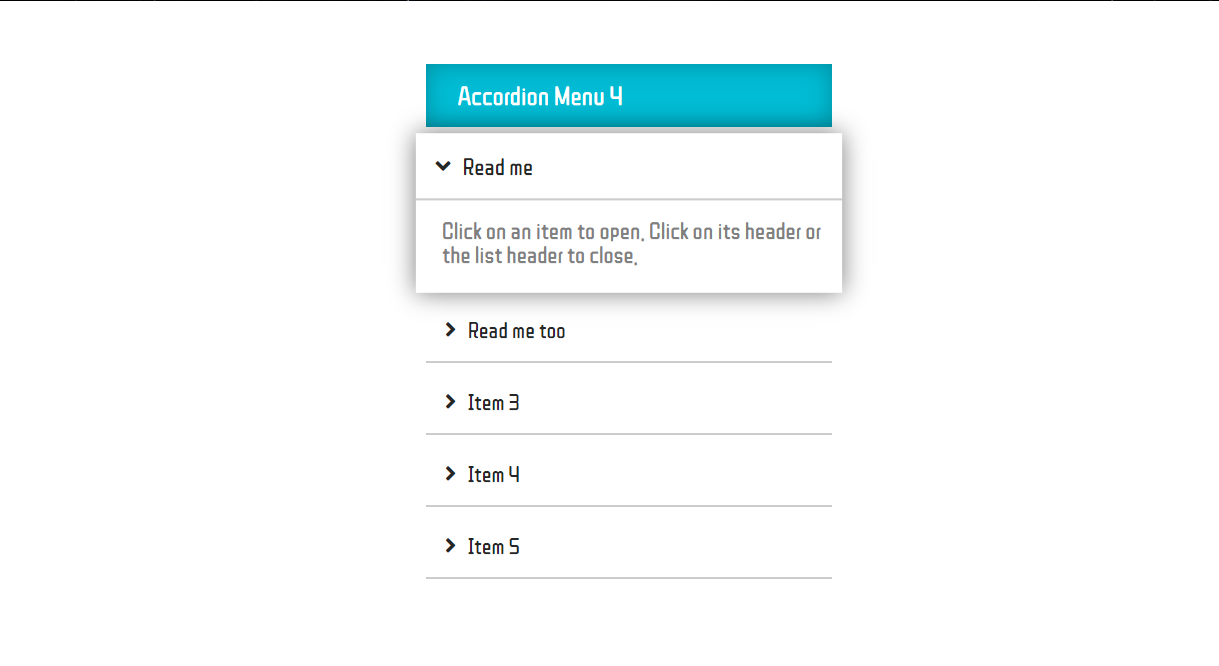 Accordion Menu 4
Read me
Click on an item to open. Click on its header or
the list header to close.
Read me too
Item 3
Item 4
Item 5